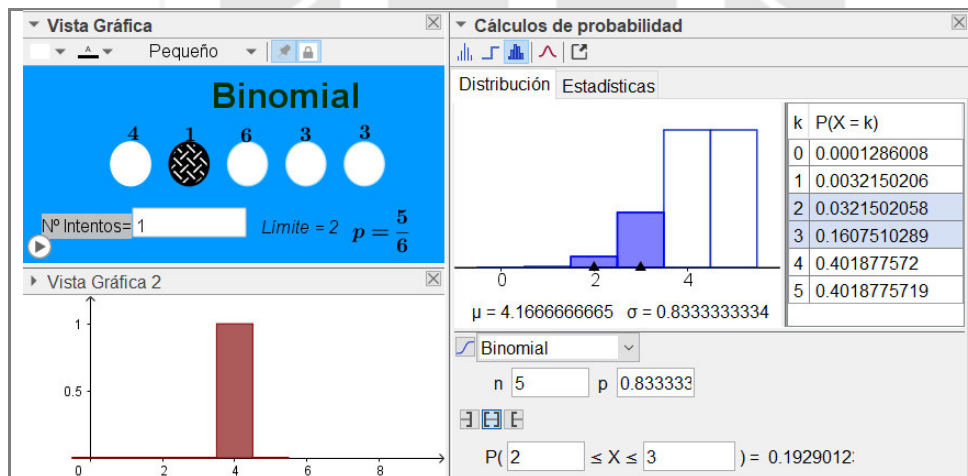 Vista Gráfica
A Pequeño
Binomial
4 1 6 3 3
Nº Intentos= 1 Límite = 2 p = 5/6
Vista Gráfica 2
1
0.5
0 2 4 6 8
Cálculos de probabilidad
Distribución Estadísticas
0 2 4
μ = 4.1666666665 σ = 0.8333333334
k P(X = k)
0 0.0001286008
1 0.0032150206
2 0.0321502058
3 0.1607510289
4 0.401877572
5 0.4018775719
Binomial
n 5 p 0.833333
P( 2 ≤ X ≤ 3 ) = 0.1929012